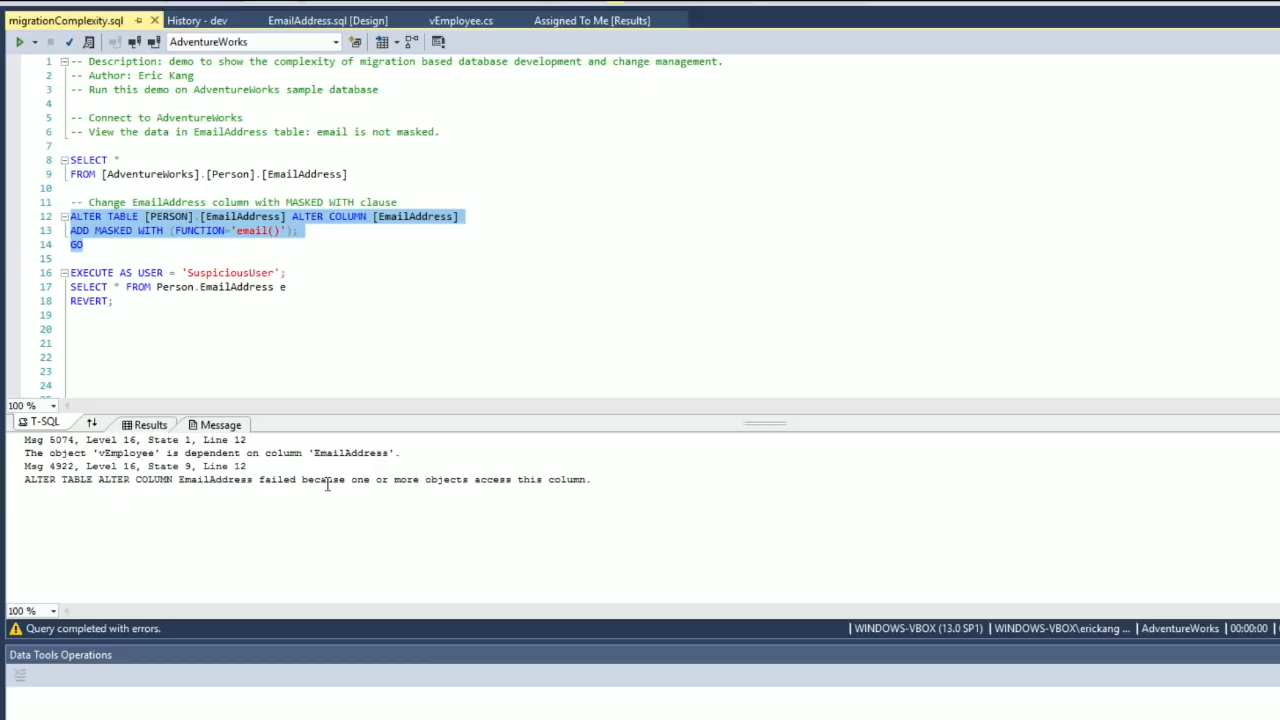 migrationComplexity.sql History - dev EmailAddress.sql [Design] vEmployee.cs Assigned To Me [Results]
AdventureWorks
1 -- Description: demo to show the complexity of migration based database development and change management.
2 -- Author: Eric Kang
3 -- Run this demo on AdventureWorks sample database
4
5 -- Connect to AdventureWorks
6 -- View the data in EmailAddress table: email is not masked.
7
8 SELECT *
9 FROM [AdventureWorks].[Person].[EmailAddress]
10
11 -- Change EmailAddress column with MASKED WITH clause
12 ALTER TABLE [PERSON].[EmailAddress] ALTER COLUMN [EmailAddress]
13 ADD MASKED WITH (FUNCTION='email()');
14 GO
15
16 EXECUTE AS USER = 'SuspiciousUser';
17 SELECT * FROM Person.EmailAddress e
18 REVERT;
19
20
21
22
23
24
100 %
T-SQL Results Message
Msg 5074, Level 16, State 1, Line 12
The object 'vEmployee' is dependent on column 'EmailAddress'.
Msg 4922, Level 16, State 9, Line 12
ALTER TABLE ALTER COLUMN EmailAddress failed because one or more objects access this column.
100 %
Query completed with errors. WINDOWS-VBOX (13.0 SP1) WINDOWS-VBOX\erickang ... AdventureWorks 00:00:00
Data Tools Operations